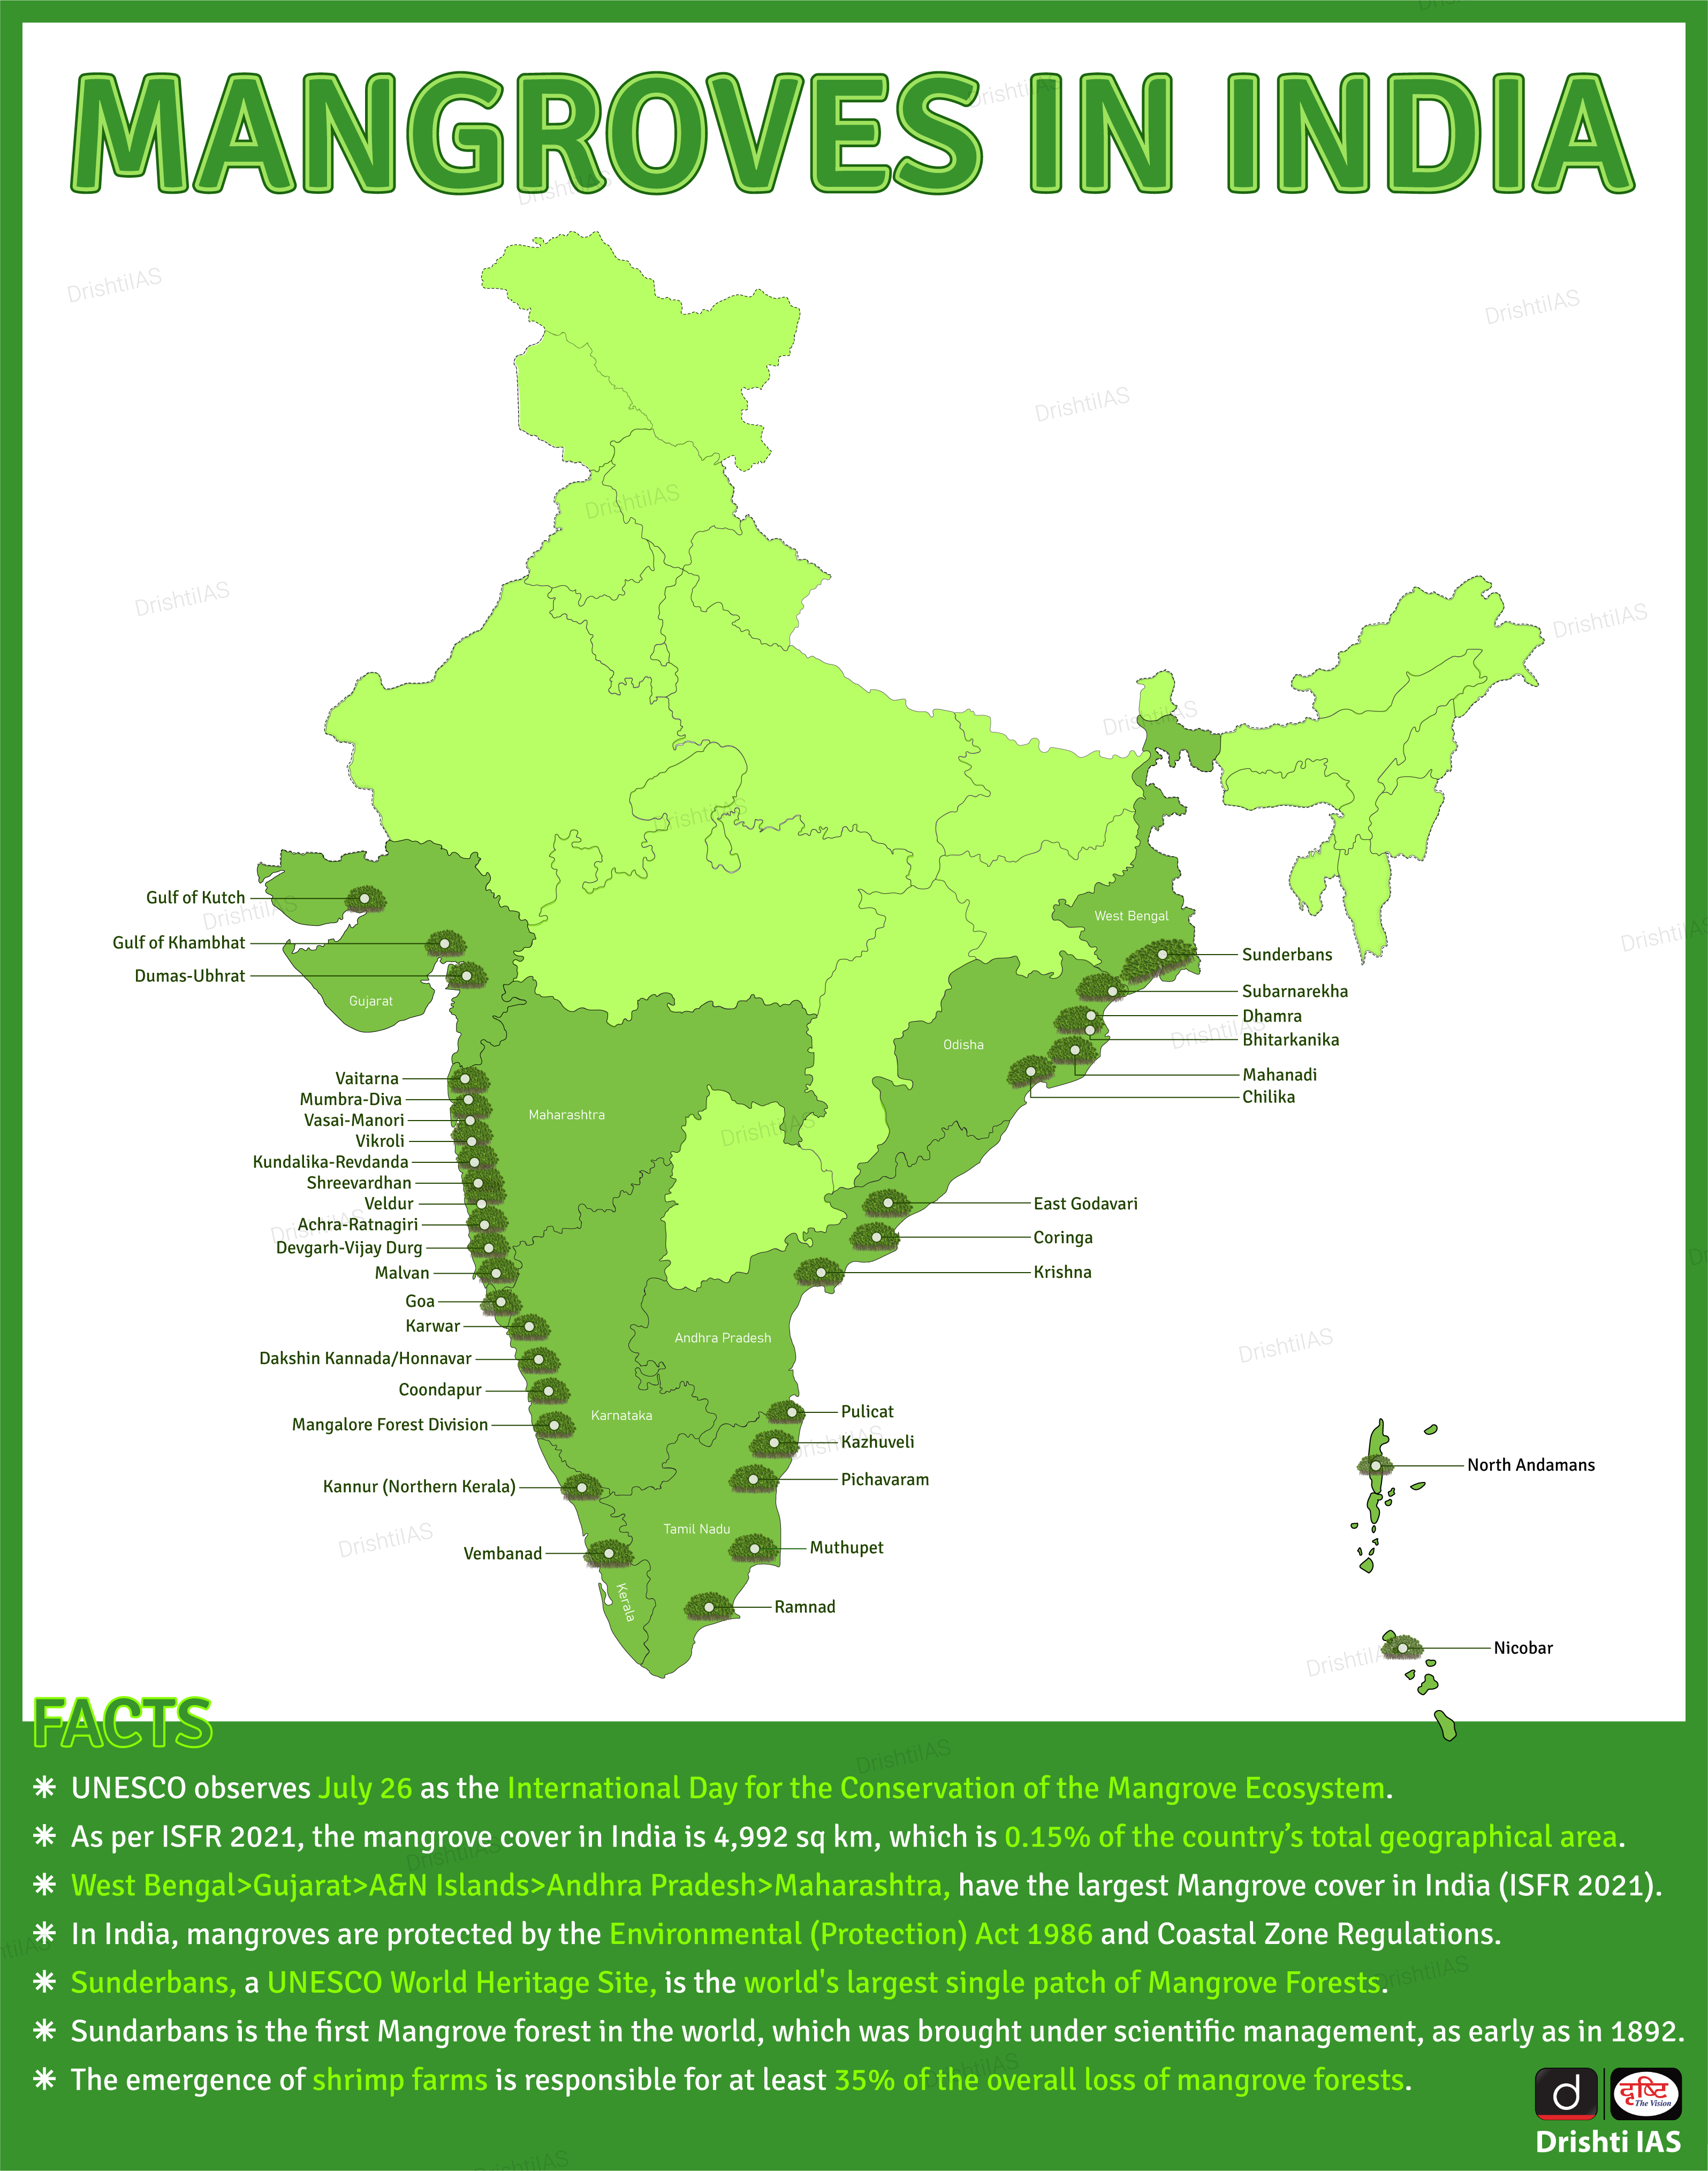 MANGROVES IN INDIA
Gulf of Kutch
Gulf of Khambhat
Dumas-Ubhrat
Gujarat
West Bengal
Sunderbans
Subarnarekha
Dhamra
Bhitarkanika
Mahanadi
Chilika
Odisha
Vaitarna
Mumbra-Diva
Vasai-Manori
Vikroli
Kundalika-Revdanda
Shreevardhan
Veldur
Achra-Ratnagiri
Devgarh-Vijay Durg
Malvan
Goa
Karwar
Dakshin Kannada/Honnavar
Coondapur
Mangalore Forest Division
Kannur (Northern Kerala)
Vembanad
Maharashtra
East Godavari
Coringa
Krishna
Andhra Pradesh
Karnataka
Pulicat
Kazhuveli
Pichavaram
Tamil Nadu
Muthupet
Kerala
Ramnad
North Andamans
Nicobar
FACTS
UNESCO observes July 26 as the International Day for the Conservation of the Mangrove Ecosystem.
As per ISFR 2021, the mangrove cover in India is 4,992 sq km, which is 0.15% of the country’s total geographical area.
West Bengal>Gujarat>A&N Islands>Andhra Pradesh>Maharashtra, have the largest Mangrove cover in India (ISFR 2021).
In India, mangroves are protected by the Environmental (Protection) Act 1986 and Coastal Zone Regulations.
Sunderbans, a UNESCO World Heritage Site, is the world's largest single patch of Mangrove Forests.
Sundarbans is the first Mangrove forest in the world, which was brought under scientific management, as early as in 1892.
The emergence of shrimp farms is responsible for at least 35% of the overall loss of mangrove forests.
d
दृष्टि
The Vision
Drishti IAS
DrishtiIAS